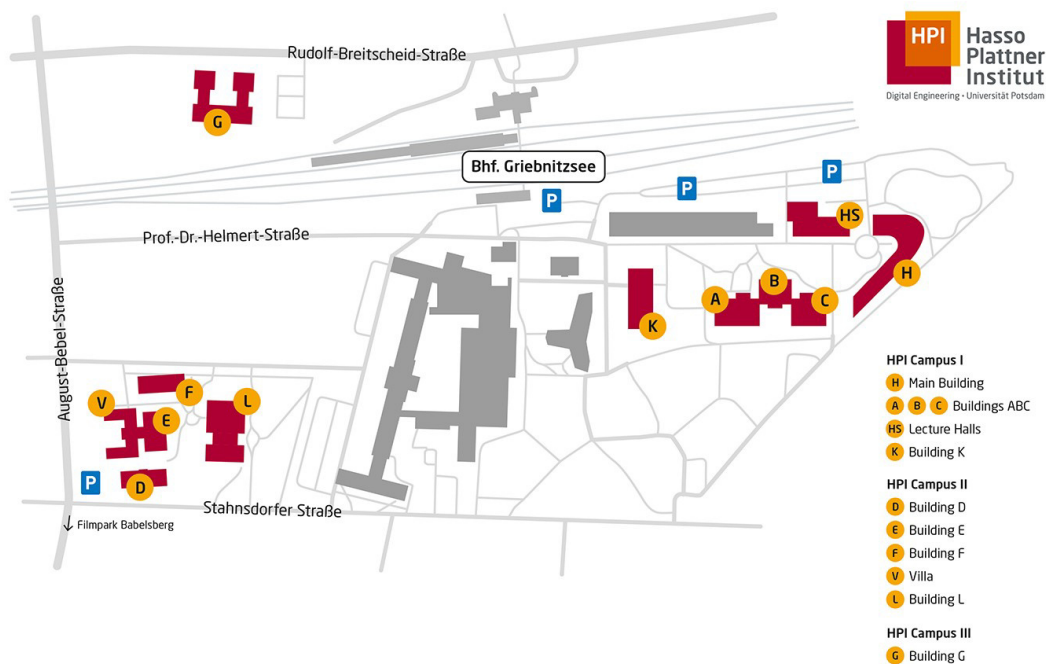 HPI
Hasso
Plattner
Institut
Digital Engineering • Universität Potsdam
Rudolf-Breitscheid-Straße
G
Bhf. Griebnitzsee
P
P
P
HS
Prof.-Dr.-Helmert-Straße
H
B
A
C
K
August-Bebel-Straße
F
V
L
E
P
D
Stahnsdorfer Straße
↓ Filmpark Babelsberg
HPI Campus I
H Main Building
A B C Buildings ABC
HS Lecture Halls
K Building K
HPI Campus II
D Building D
E Building E
F Building F
V Villa
L Building L
HPI Campus III
G Building G